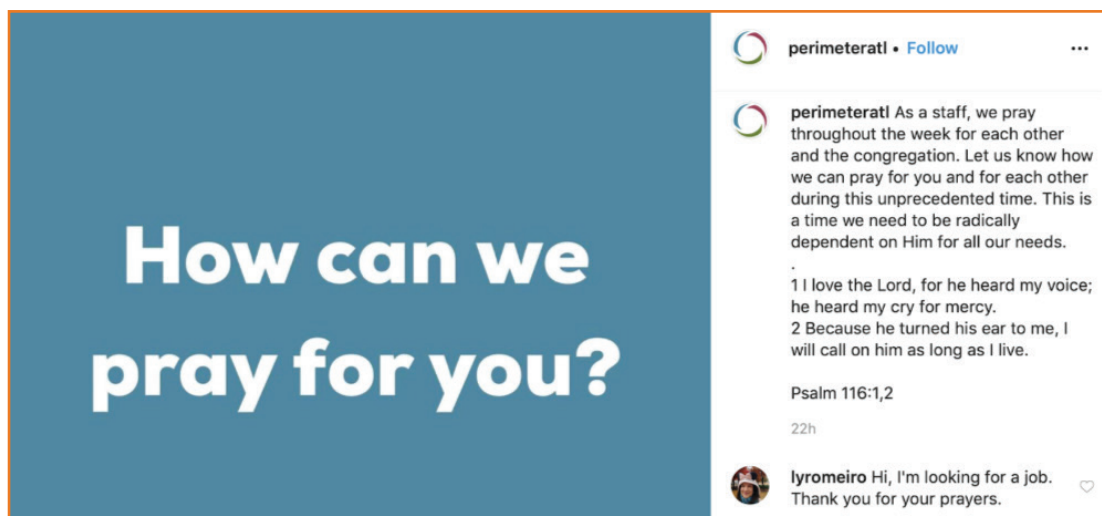 How can we
pray for you?
perimeteratl • Follow
perimeteratl As a staff, we pray
throughout the week for each other
and the congregation. Let us know how
we can pray for you and for each other
during this unprecedented time. This is
a time we need to be radically
dependent on Him for all our needs.
.
1 I love the Lord, for he heard my voice;
he heard my cry for mercy.
2 Because he turned his ear to me, I
will call on him as long as I live.
Psalm 116:1,2
22h
lyromeiro Hi, I'm looking for a job.
Thank you for your prayers.